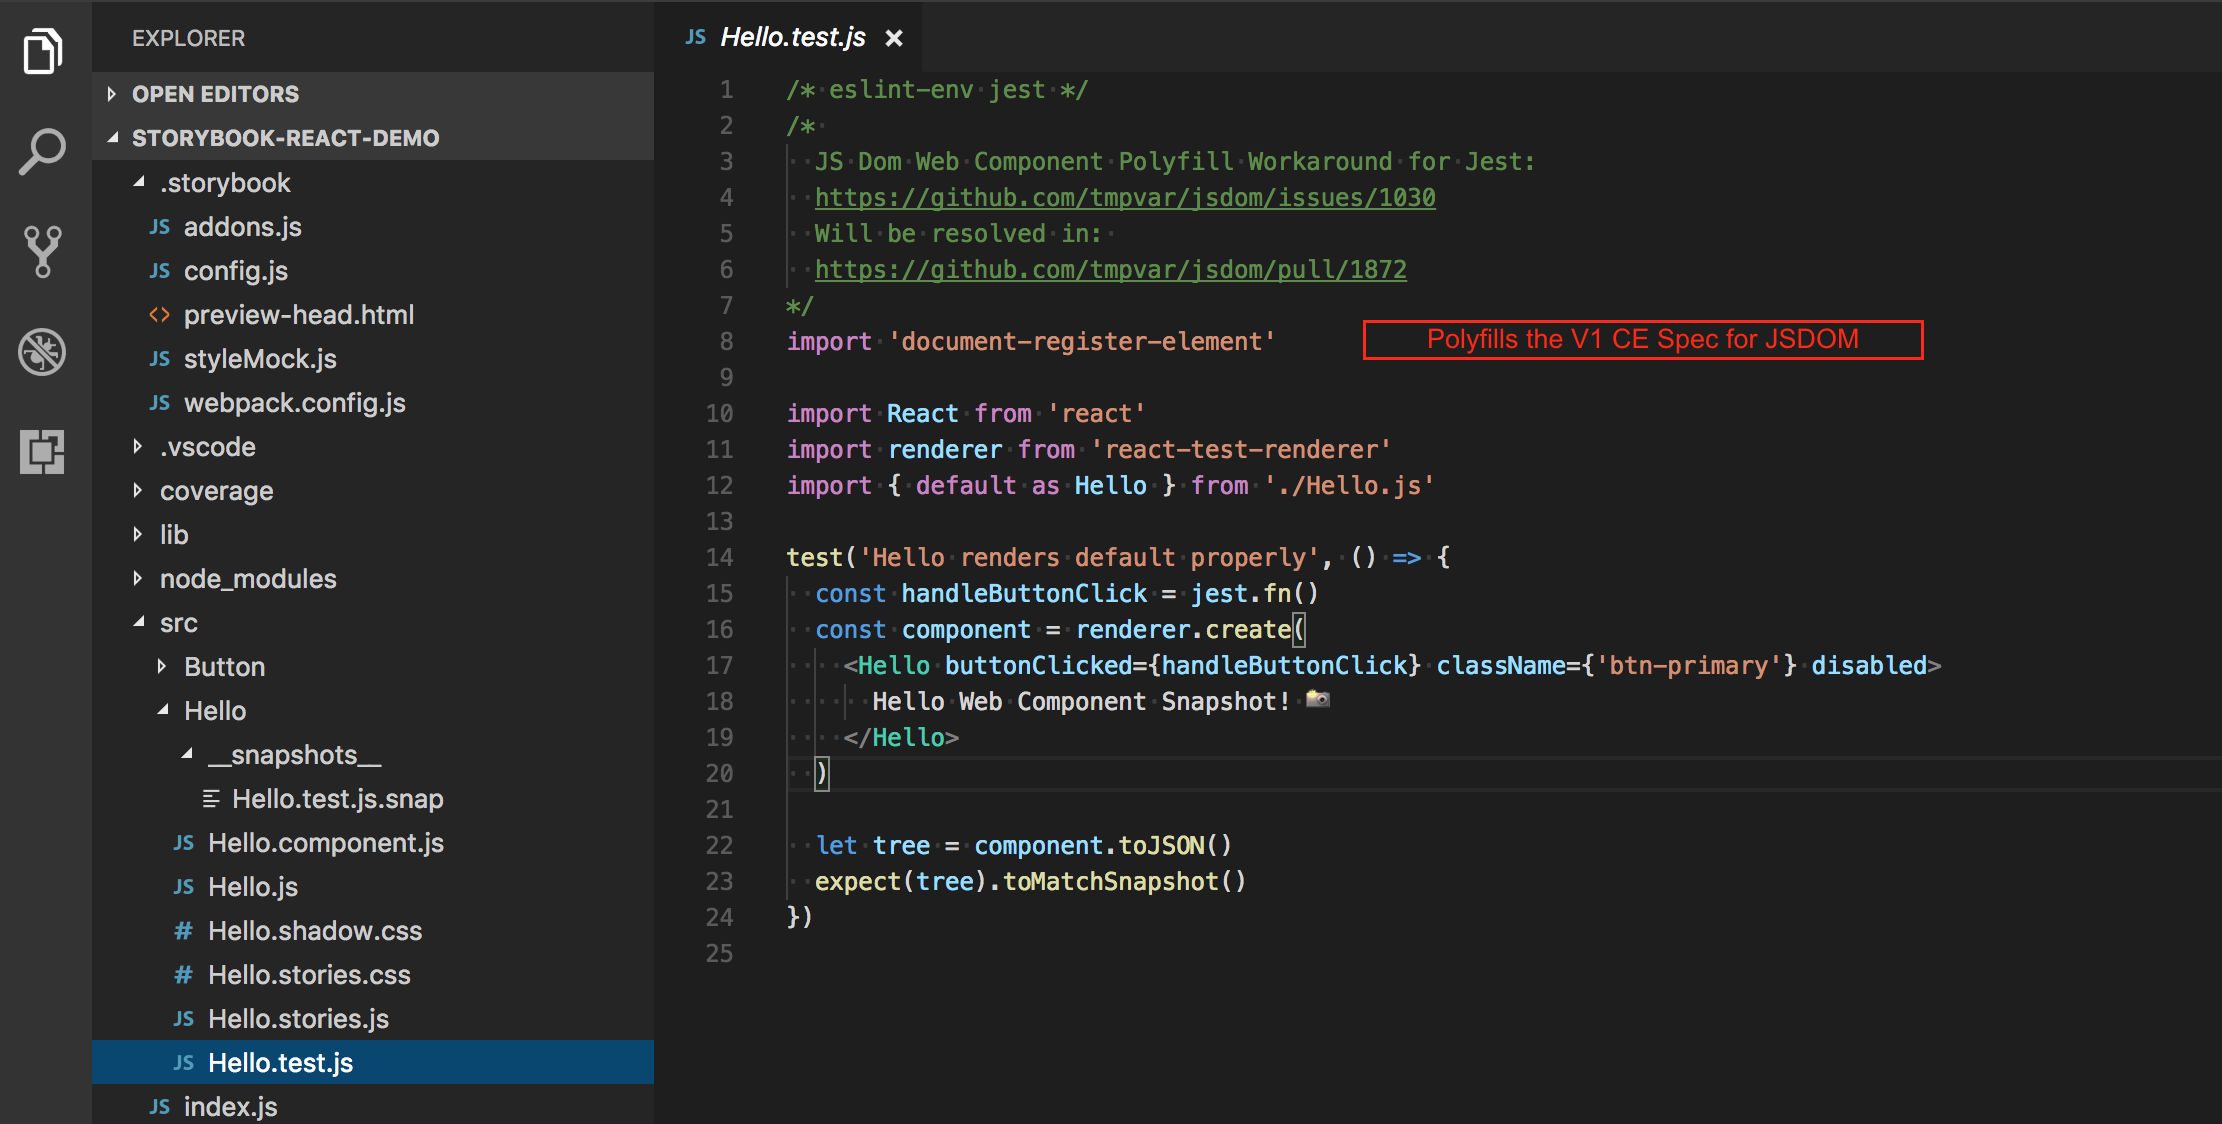 EXPLORER
OPEN EDITORS
STORYBOOK-REACT-DEMO
.storybook
JS addons.js
JS config.js
<> preview-head.html
JS styleMock.js
JS webpack.config.js
.vscode
coverage
lib
node_modules
src
Button
Hello
__snapshots__
Hello.test.js.snap
JS Hello.component.js
JS Hello.js
# Hello.shadow.css
# Hello.stories.css
JS Hello.stories.js
JS Hello.test.js
JS index.js
JS Hello.test.js ×
1 /* eslint-env jest */
2 /*
3 JS Dom Web Component Polyfill Workaround for Jest:
4 https://github.com/tmpvar/jsdom/issues/1030
5 Will be resolved in:
6 https://github.com/tmpvar/jsdom/pull/1872
7 */
8 import 'document-register-element' Polyfills the V1 CE Spec for JSDOM
9
10 import React from 'react'
11 import renderer from 'react-test-renderer'
12 import { default as Hello } from './Hello.js'
13
14 test('Hello renders default properly', () => {
15 const handleButtonClick = jest.fn()
16 const component = renderer.create(
17 <Hello buttonClicked={handleButtonClick} className={'btn-primary'} disabled>
18 Hello Web Component Snapshot! 📸
19 </Hello>
20 )
21
22 let tree = component.toJSON()
23 expect(tree).toMatchSnapshot()
24 })
25